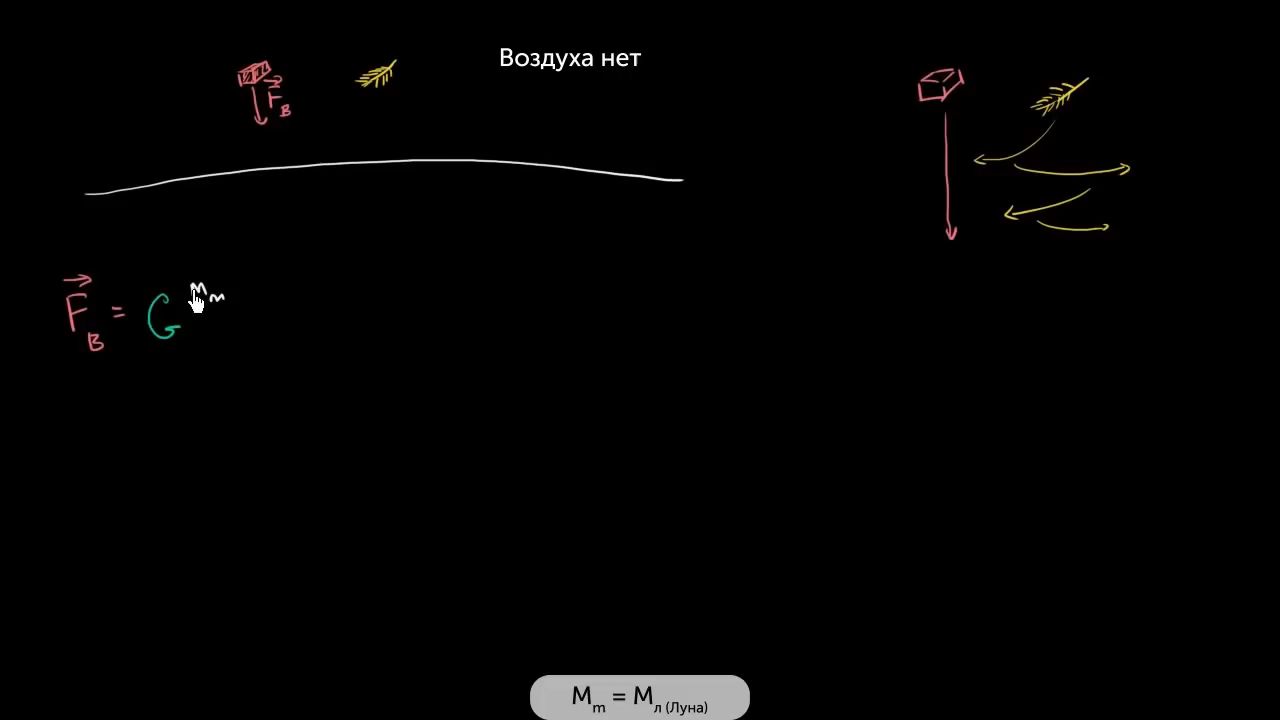 Воздуха нет
F B
F B = G M m
M m = M л (Луна)